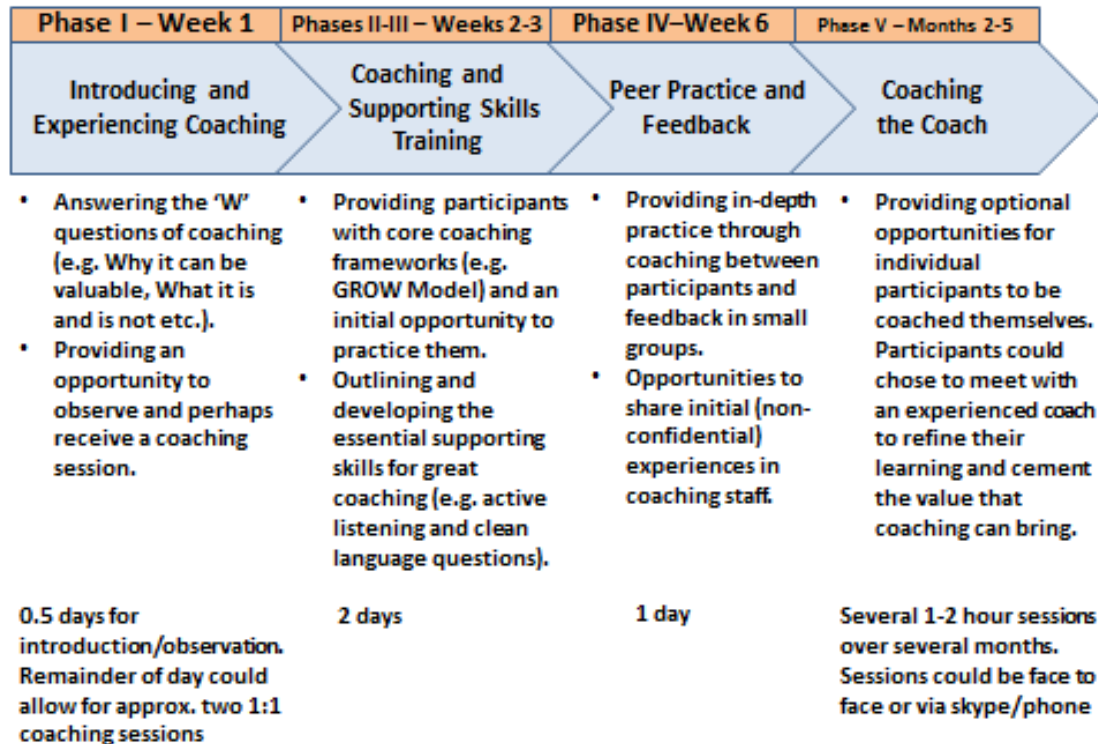 Phase I – Week 1
Phases II-III – Weeks 2-3
Phase IV–Week 6
Phase V – Months 2-5
Introducing and
Experiencing Coaching
Coaching and
Supporting Skills
Training
Peer Practice and
Feedback
Coaching
the Coach
• Answering the ‘W’
questions of coaching
(e.g. Why it can be
valuable, What it is
and is not etc.).
• Providing an
opportunity to
observe and perhaps
receive a coaching
session.
• Providing participants
with core coaching
frameworks (e.g.
GROW Model) and an
initial opportunity to
practice them.
• Outlining and
developing the
essential supporting
skills for great
coaching (e.g. active
listening and clean
language questions).
• Providing in-depth
practice through
coaching between
participants and
feedback in small
groups.
• Opportunities to
share initial (non-
confidential)
experiences in
coaching staff.
• Providing optional
opportunities for
individual
participants to be
coached themselves.
Participants could
chose to meet with
an experienced coach
to refine their
learning and cement
the value that
coaching can bring.
0.5 days for
introduction/observation.
Remainder of day could
allow for approx. two 1:1
coaching sessions
2 days
1 day
Several 1-2 hour sessions
over several months.
Sessions could be face to
face or via skype/phone